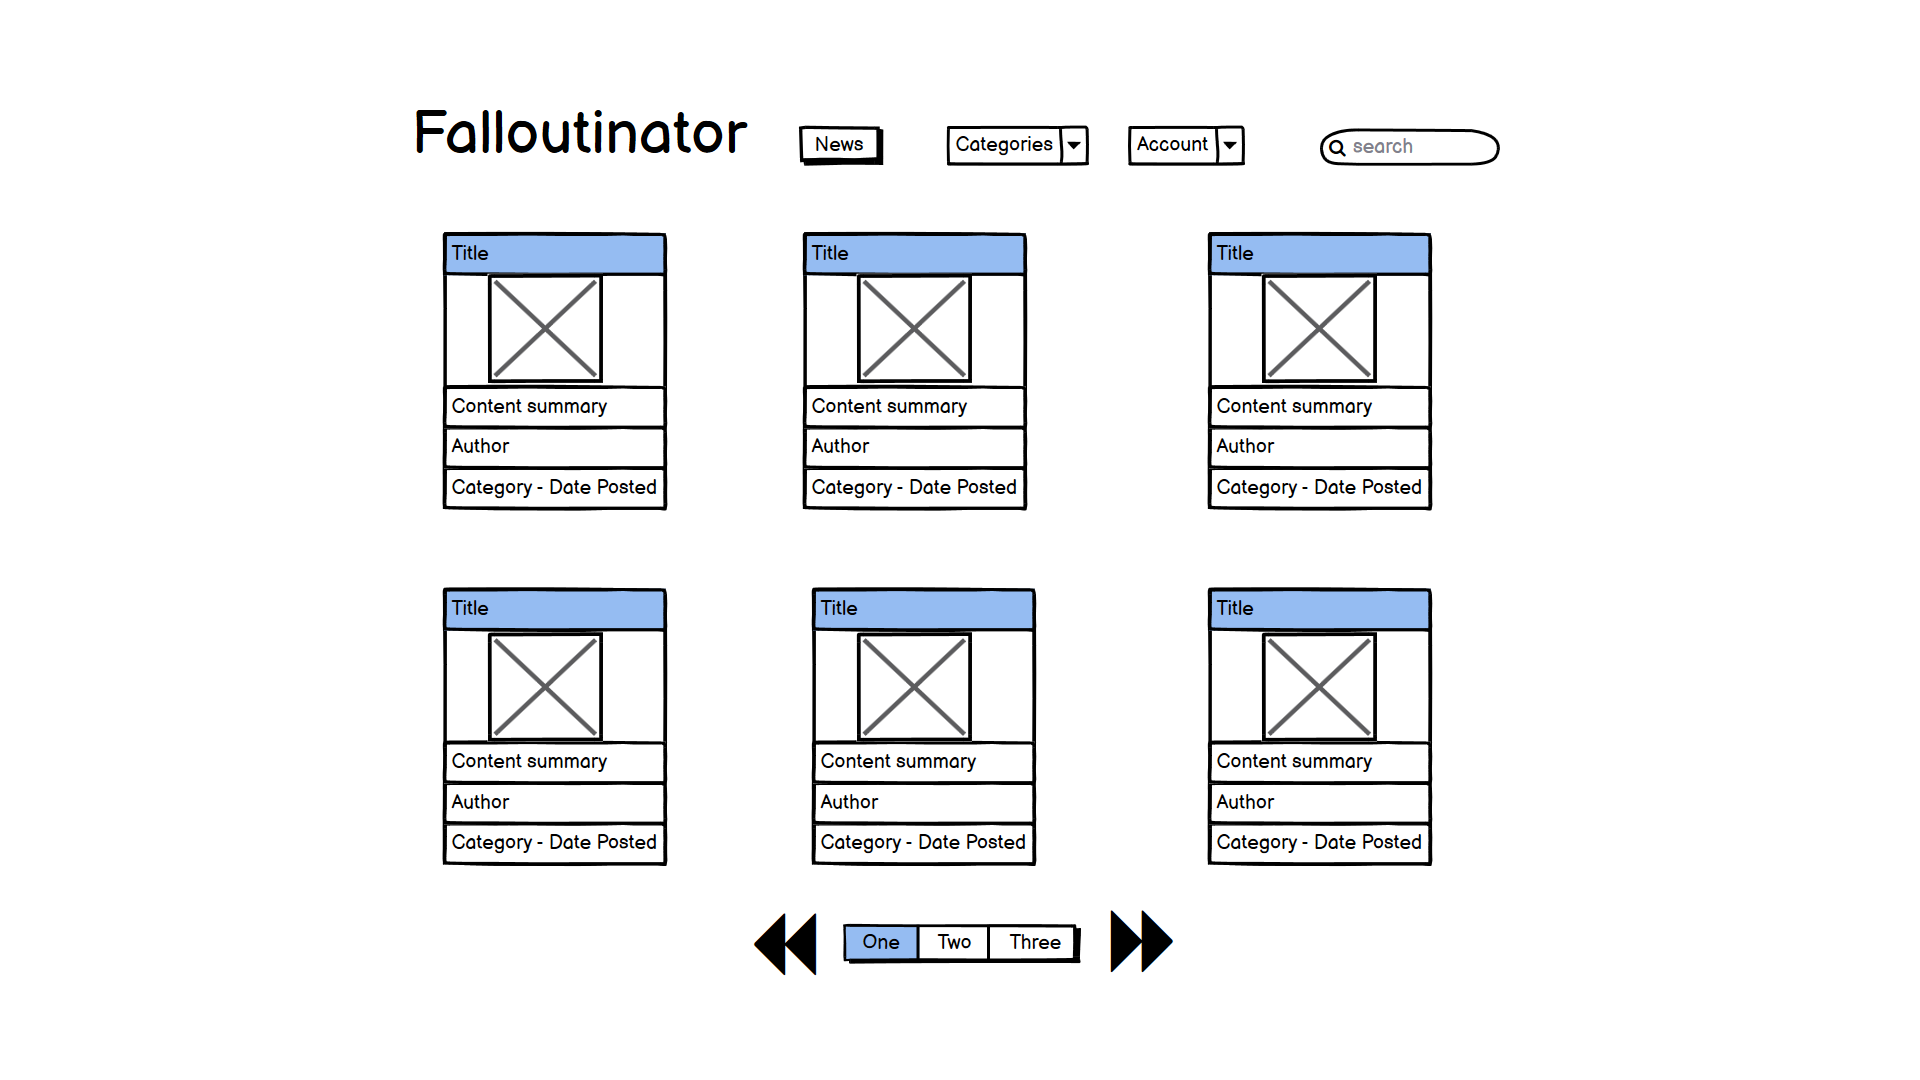 Falloutinator
News
Categories
Account
search
Title
Title
Title
Content summary
Content summary
Content summary
Author
Author
Author
Category - Date Posted
Category - Date Posted
Category - Date Posted
Title
Title
Title
Content summary
Content summary
Content summary
Author
Author
Author
Category - Date Posted
Category - Date Posted
Category - Date Posted
One
Two
Three